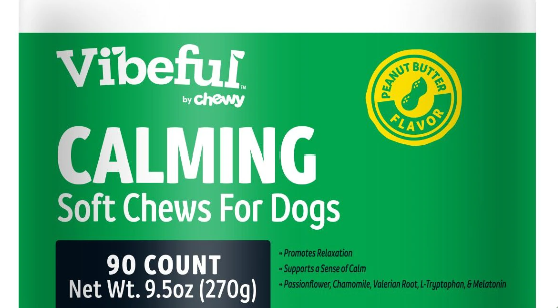 Vibeful™
by chewy
PEANUT BUTTER
FLAVOR
CALMING
Soft Chews For Dogs
90 COUNT
Net Wt. 9.5oz (270g)
- Promotes Relaxation
- Supports a Sense of Calm
- Passionflower, Chamomile, Valerian Root, L-Tryptophan, & Melatonin